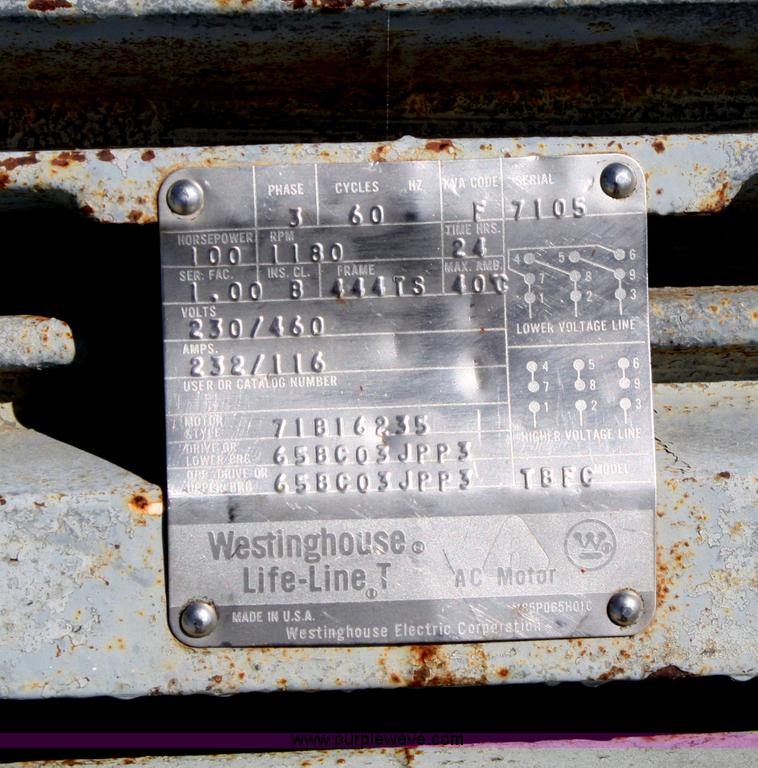 PHASE CYCLES HZ KVA CODE SERIAL
3 60 F 7105
HORSEPOWER RPM TIME HRS.
100 1180 24
SER. FAC. INS. CL. FRAME MAX. AMB.
1.00 B 444TS 40°C
VOLTS
230/460
AMPS.
232/116
USER OR CATALOG NUMBER
4 5 6
7 8 9
1 2 3
LOWER VOLTAGE LINE
4 5 6
7 8 9
1 2 3
HIGHER VOLTAGE LINE
MOTOR STYLE 71B16235
DRIVE OR LOWER BRG 65BC03JPP3
OPP. DRIVE OR UPPER BRG 65BC03JPP3
TBFC MODEL
Westinghouse ®
Life-Line® T AC Motor
W
MADE IN U.S.A.
Westinghouse Electric Corporation
www.purplewave.com